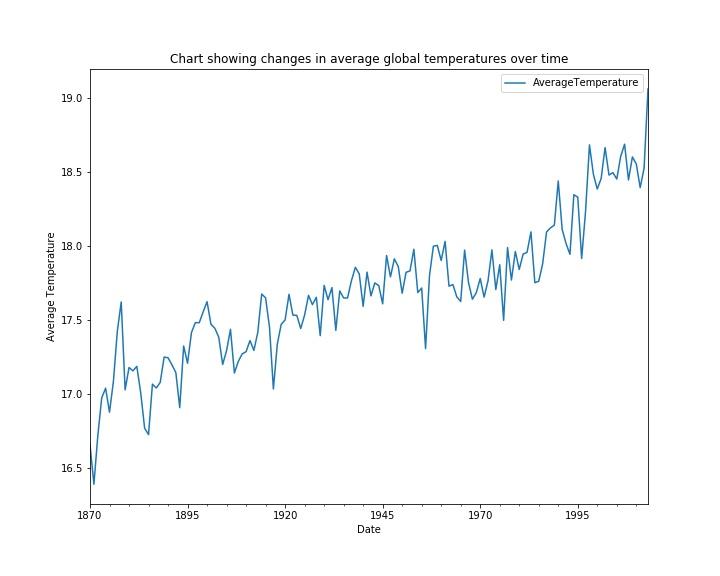 Chart showing changes in average global temperatures over time
AverageTemperature
19.0
18.5
18.0
17.5
17.0
16.5
Average Temperature
1870 1895 1920 1945 1970 1995
Date